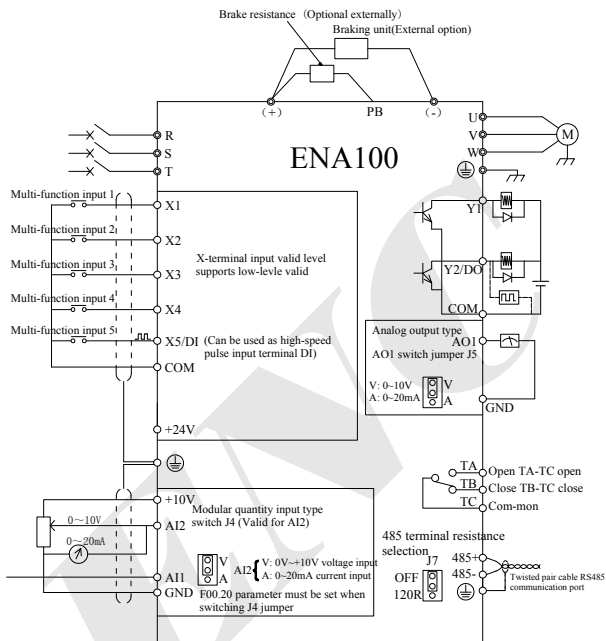 Brake resistance (Optional externally)
Braking unit(External option)
(+)
PB
(-)
R
S
T
ENA100
U
V
W
M
Multi-function input 1
X1
Multi-function input 2
X2
Multi-function input 3
X3
Multi-function input 4
X4
Multi-function input 5
X5/DI
COM
+24V
X-terminal input valid level
supports low-levle valid
(Can be used as high-speed
pulse input terminal DI)
Y1
Y2/DO
COM
Analog output type
AO1 switch jumper J5
AO1
V: 0~10V
A: 0~20mA
V
A
GND
TA
Open TA-TC open
TB
Close TB-TC close
TC
Com-mon
+10V
0～10V
AI2
0～20mA
AI1
GND
Modular quantity input type
switch J4 (Valid for AI2)
V
A
AI2
V: 0V~+10V voltage input
A: 0~20mA current input
F00.20 parameter must be set when
switching J4 jumper
485 terminal resistance
selection
J7
OFF
120R
485+
485-
Twisted pair cable RS485
communication port
ENC